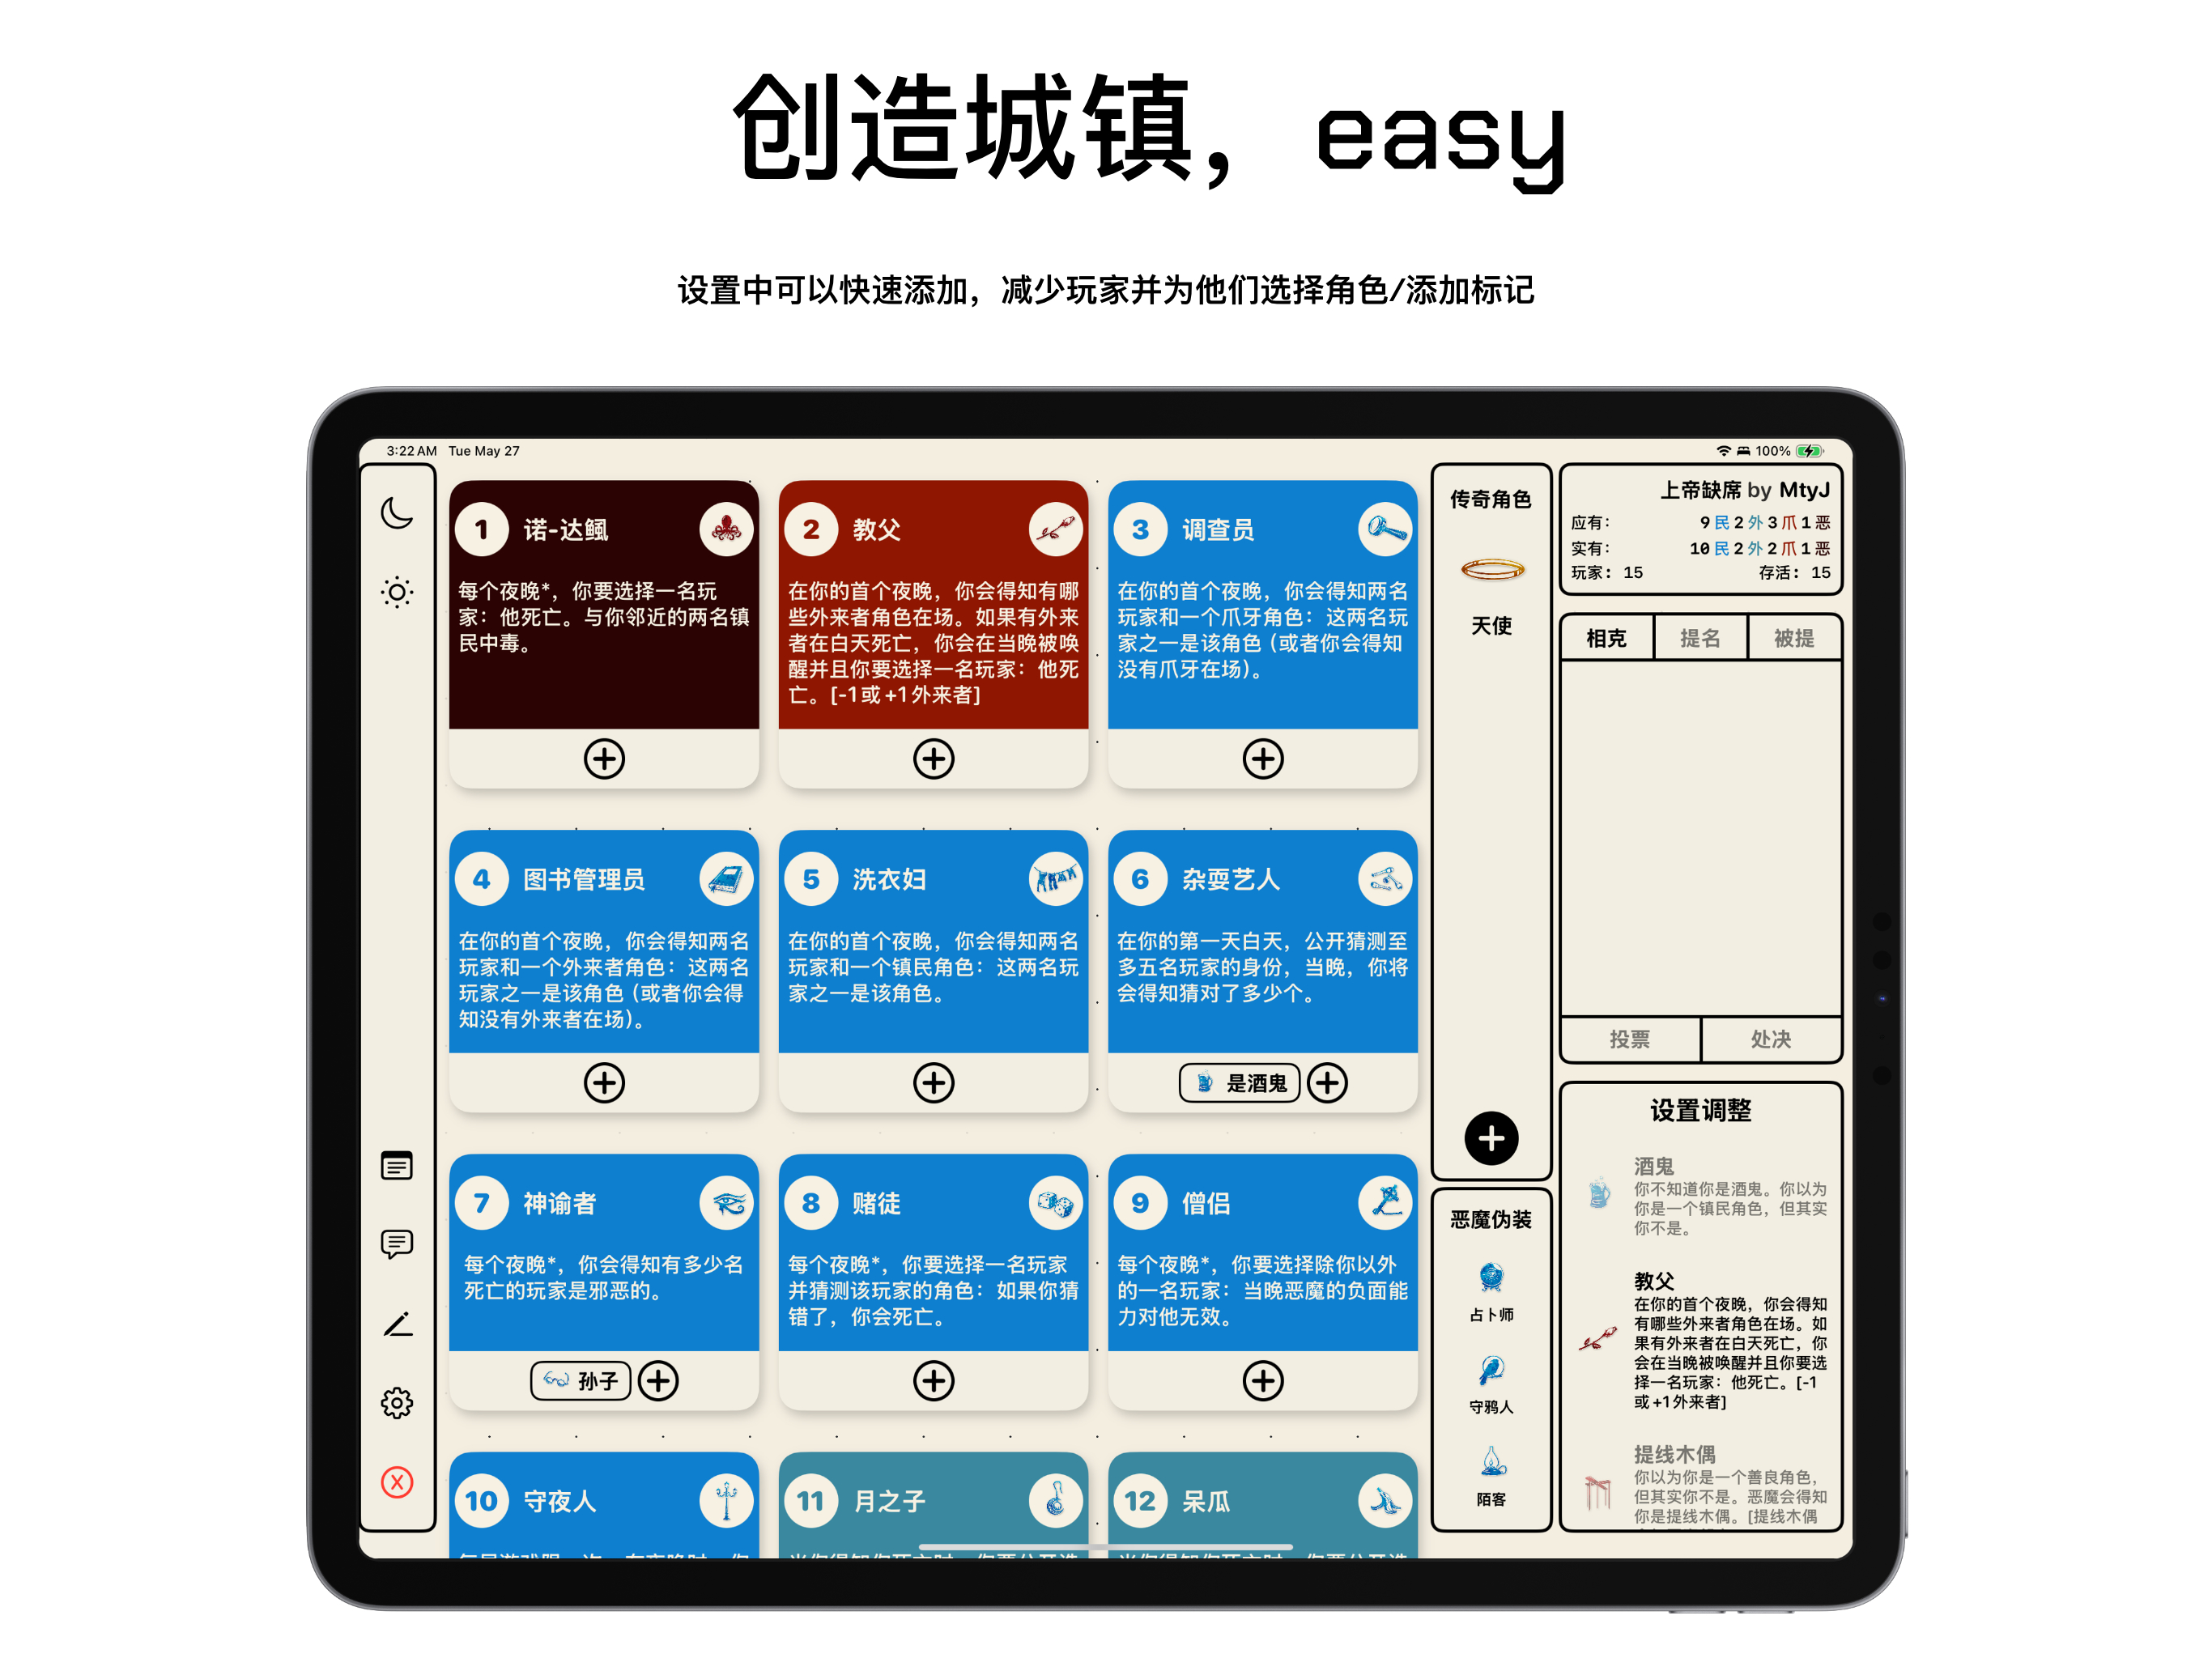 创造城镇，easy
设置中可以快速添加，减少玩家并为他们选择角色/添加标记
3:22 AM Tue May 27
100%
1 诺-达鲺
每个夜晚*，你要选择一名玩
家：他死亡。与你邻近的两名镇
民中毒。
2 教父
在你的首个夜晚，你会得知有哪
些外来者角色在场。如果有外来
者在白天死亡，你会在当晚被唤
醒并且你要选择一名玩家：他死
亡。[-1或+1外来者]
3 调查员
在你的首个夜晚，你会得知两名
玩家和一个爪牙角色：这两名玩
家之一是该角色（或者你会得知
没有爪牙在场）。
4 图书管理员
在你的首个夜晚，你会得知两名
玩家和一个外来者角色：这两名
玩家之一是该角色（或者你会得
知没有外来者在场）。
5 洗衣妇
在你的首个夜晚，你会得知两名
玩家和一个镇民角色：这两名玩
家之一是该角色。
6 杂耍艺人
在你的第一天白天，公开猜测至
多五名玩家的身份，当晚，你将
会得知猜对了多少个。
是酒鬼
7 神谕者
每个夜晚*，你会得知有多少名
死亡的玩家是邪恶的。
孙子
8 赌徒
每个夜晚*，你要选择一名玩家
并猜测该玩家的角色：如果你猜
错了，你会死亡。
9 僧侣
每个夜晚*，你要选择除你以外
的一名玩家：当晚恶魔的负面能
力对他无效。
10 守夜人
11 月之子
12 呆瓜
传奇角色
天使
恶魔伪装
占卜师
守鸦人
陌客
上帝缺席 by MtyJ
应有： 9 民 2 外 3 爪 1 恶
实有： 10 民 2 外 2 爪 1 恶
玩家： 15 存活： 15
相克 提名 被提
投票 处决
设置调整
酒鬼
你不知道你是酒鬼。你以为
你是一个镇民角色，但其实
你不是。
教父
在你的首个夜晚，你会得知
有哪些外来者角色在场。如
果有外来者在白天死亡，你
会在当晚被唤醒并且你要选
择一名玩家：他死亡。[-1
或+1外来者]
提线木偶
你以为你是一个善良角色，
但其实你不是。恶魔会得知
你是提线木偶。[提线木偶